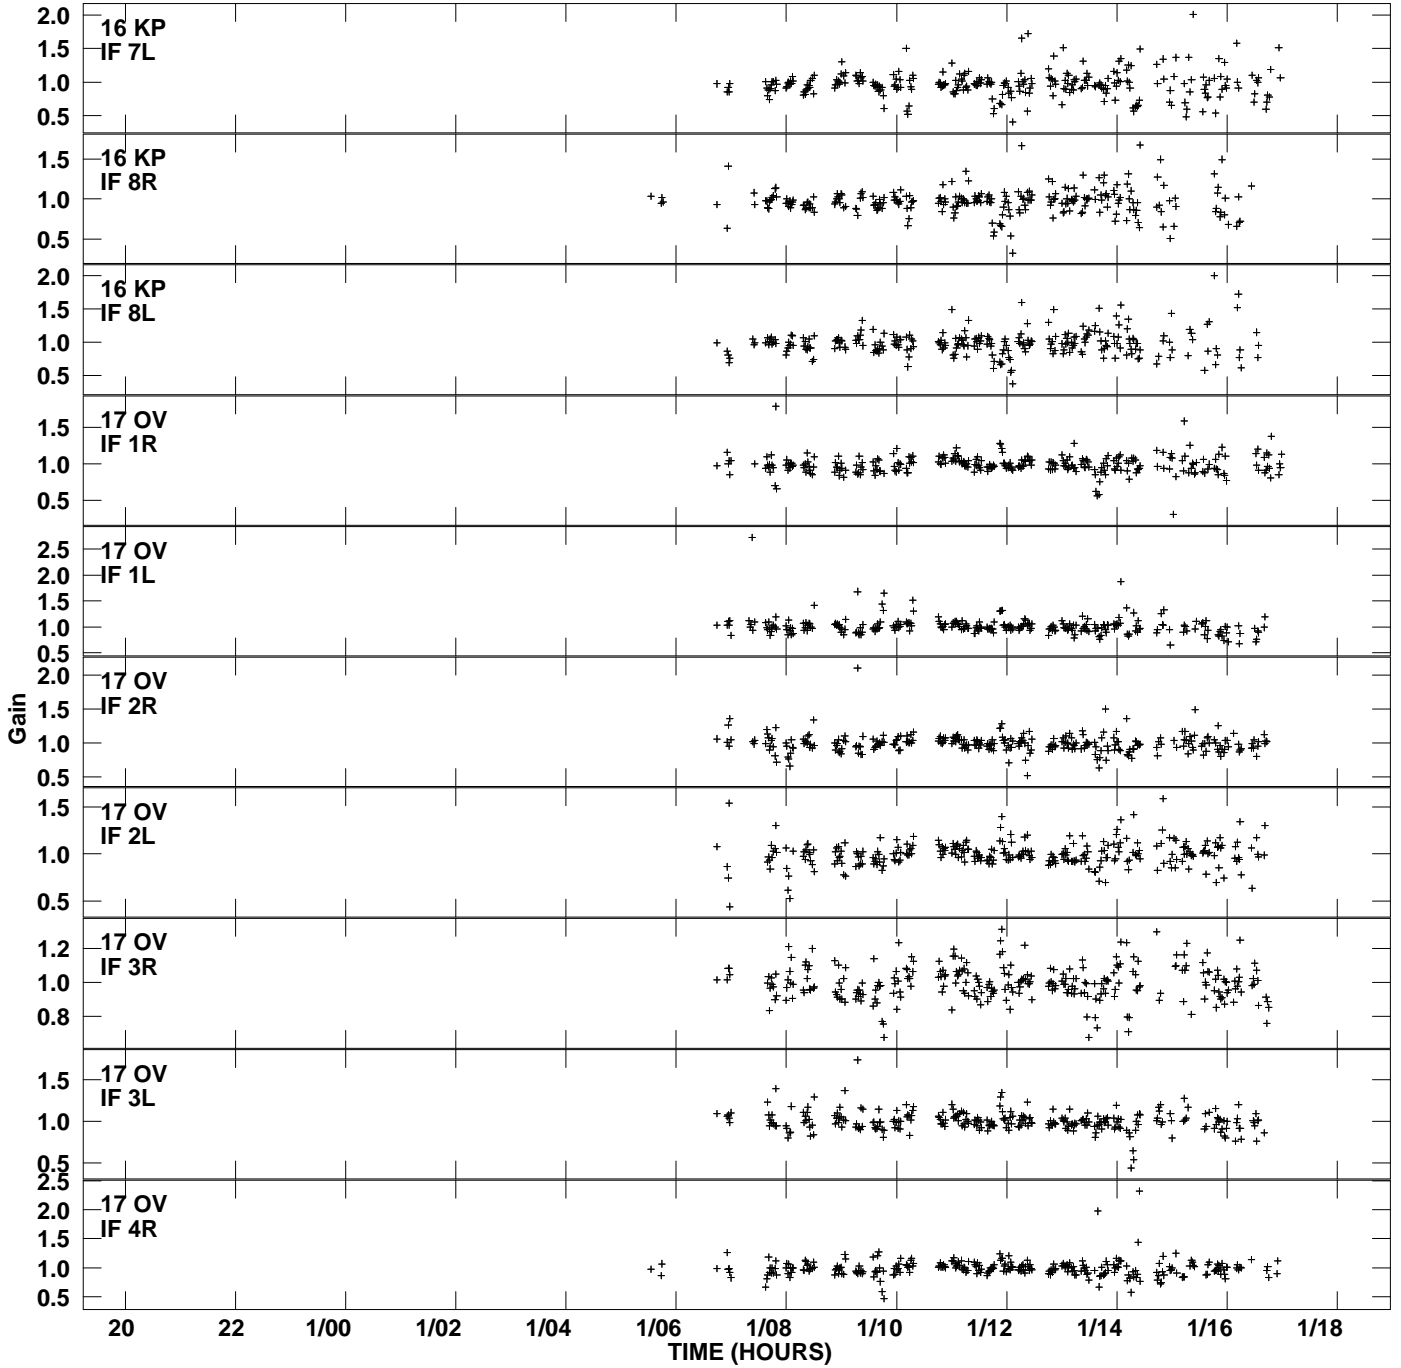 2.0
16 KP
IF 7L
1.5
1.0
0.5
16 KP
IF 8R
1.5
1.0
0.5
2.0
16 KP
IF 8L
1.5
1.0
0.5
17 OV
IF 1R
1.5
1.0
0.5
17 OV
IF 1L
2.5
2.0
1.5
1.0
0.5
17 OV
IF 2R
2.0
1.5
1.0
0.5
Gain
17 OV
IF 2L
1.5
1.0
0.5
17 OV
IF 3R
1.2
1.0
0.8
17 OV
IF 3L
1.5
1.0
0.5
17 OV
IF 4R
2.5
2.0
1.5
1.0
0.5
20 22 1/00 1/02 1/04 1/06 1/08 1/10 1/12 1/14 1/16 1/18
TIME (HOURS)